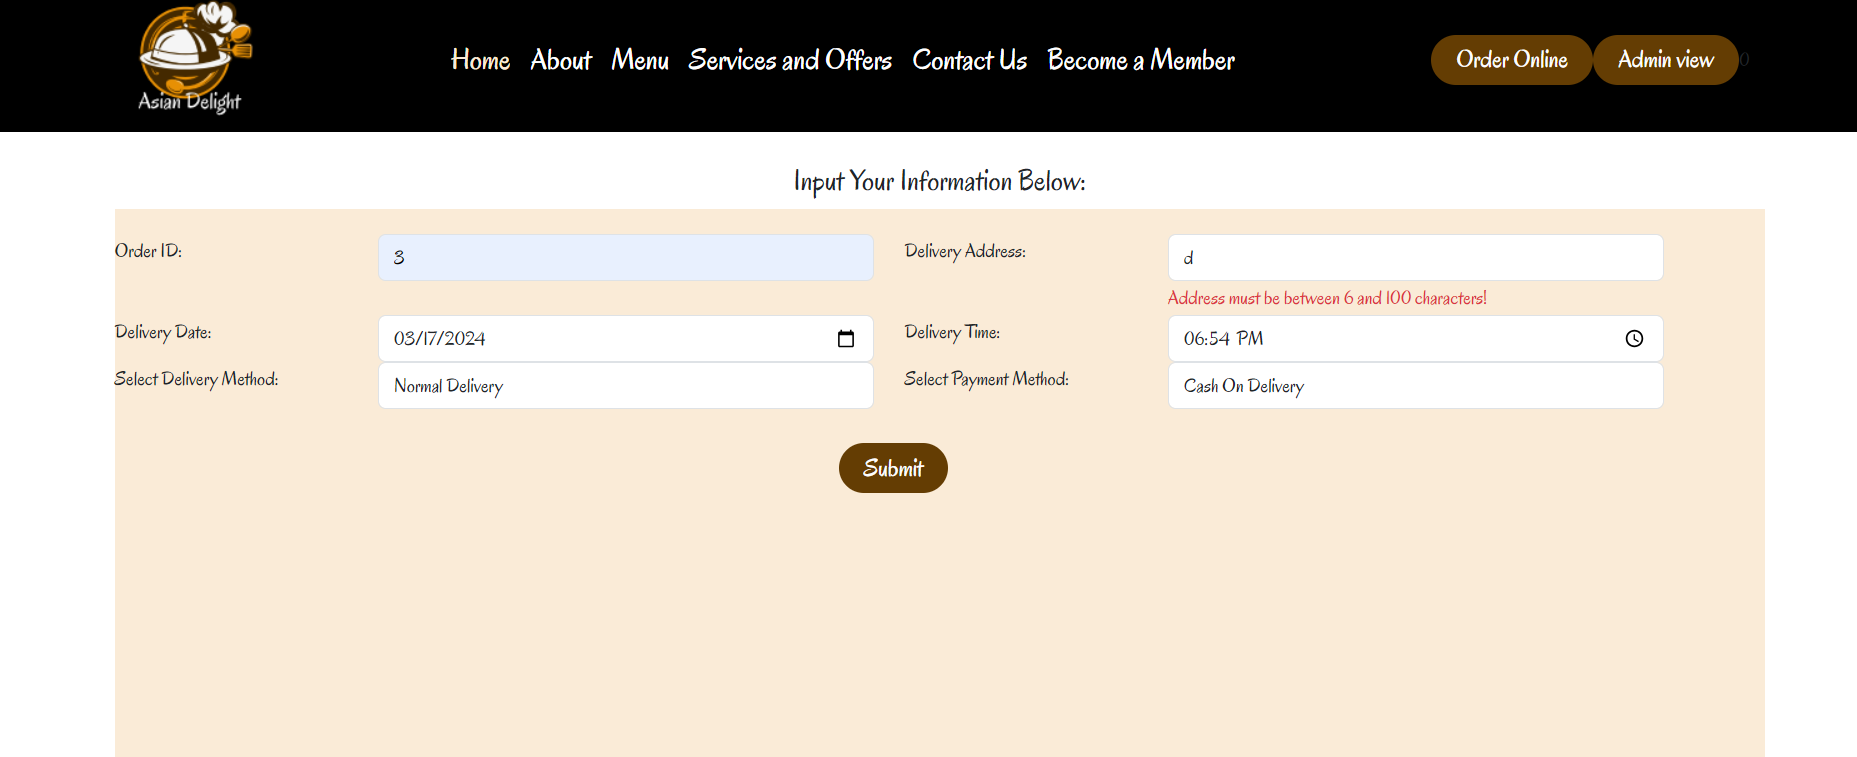 Asian Delight
Home About Menu Services and Offers Contact Us Become a Member
Order Online Admin view 0
Input Your Information Below:
Order ID: 3 Delivery Address: d
Address must be between 6 and 100 characters!
Delivery Date: 03/17/2024 Delivery Time: 06:54 PM
Select Delivery Method: Normal Delivery Select Payment Method: Cash On Delivery
Submit